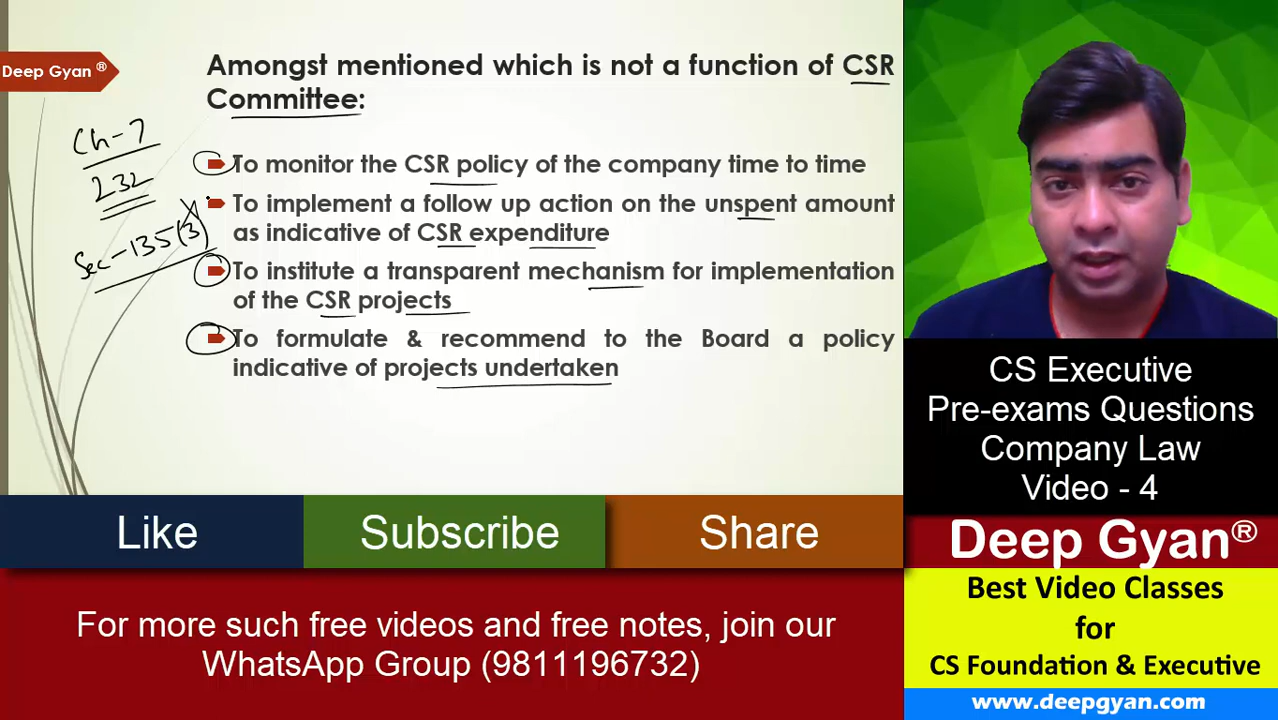 Deep Gyan ®
Amongst mentioned which is not a function of CSR
Committee:
Ch-7
232
Sec-135(3)
To monitor the CSR policy of the company time to time
To implement a follow up action on the unspent amount
as indicative of CSR expenditure
To institute a transparent mechanism for implementation
of the CSR projects
To formulate & recommend to the Board a policy
indicative of projects undertaken
CS Executive
Pre-exams Questions
Company Law
Video - 4
Like
Subscribe
Share
Deep Gyan®
Best Video Classes
for
CS Foundation & Executive
www.deepgyan.com
For more such free videos and free notes, join our
WhatsApp Group (9811196732)